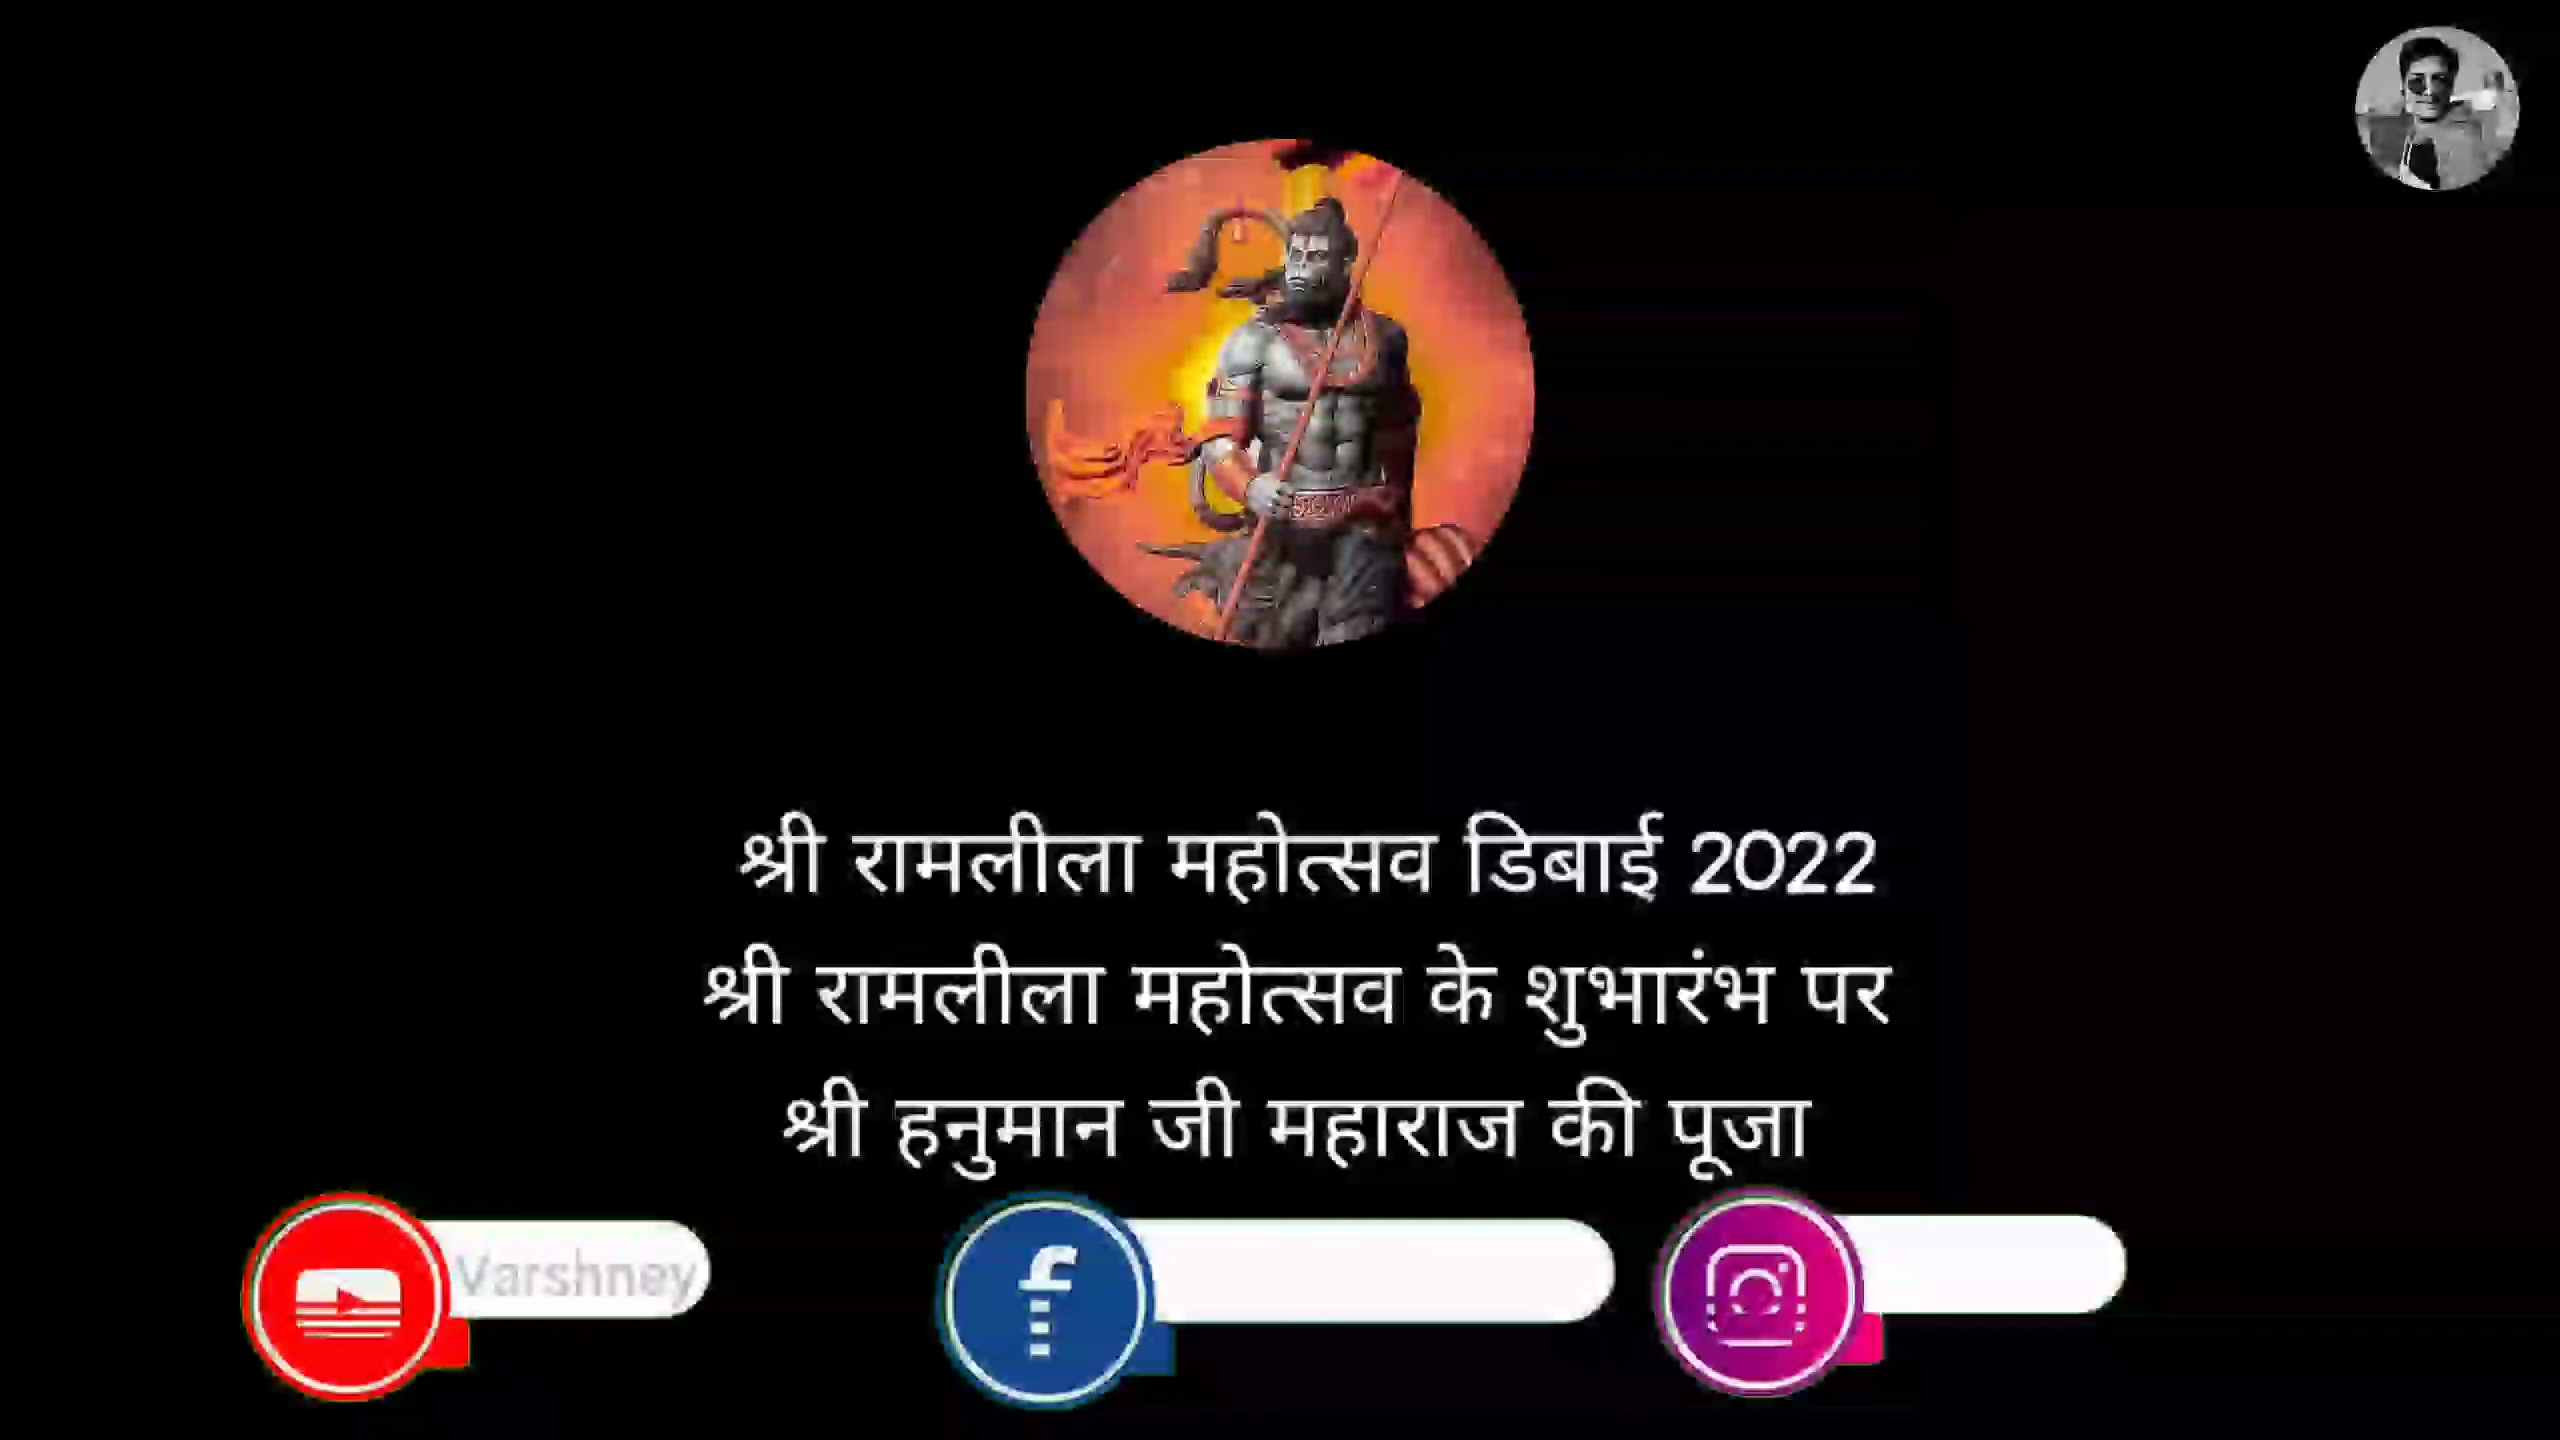 श्री रामलीला महोत्सव डिबाई 2022
श्री रामलीला महोत्सव के शुभारंभ पर
श्री हनुमान जी महाराज की पूजा
Varshney